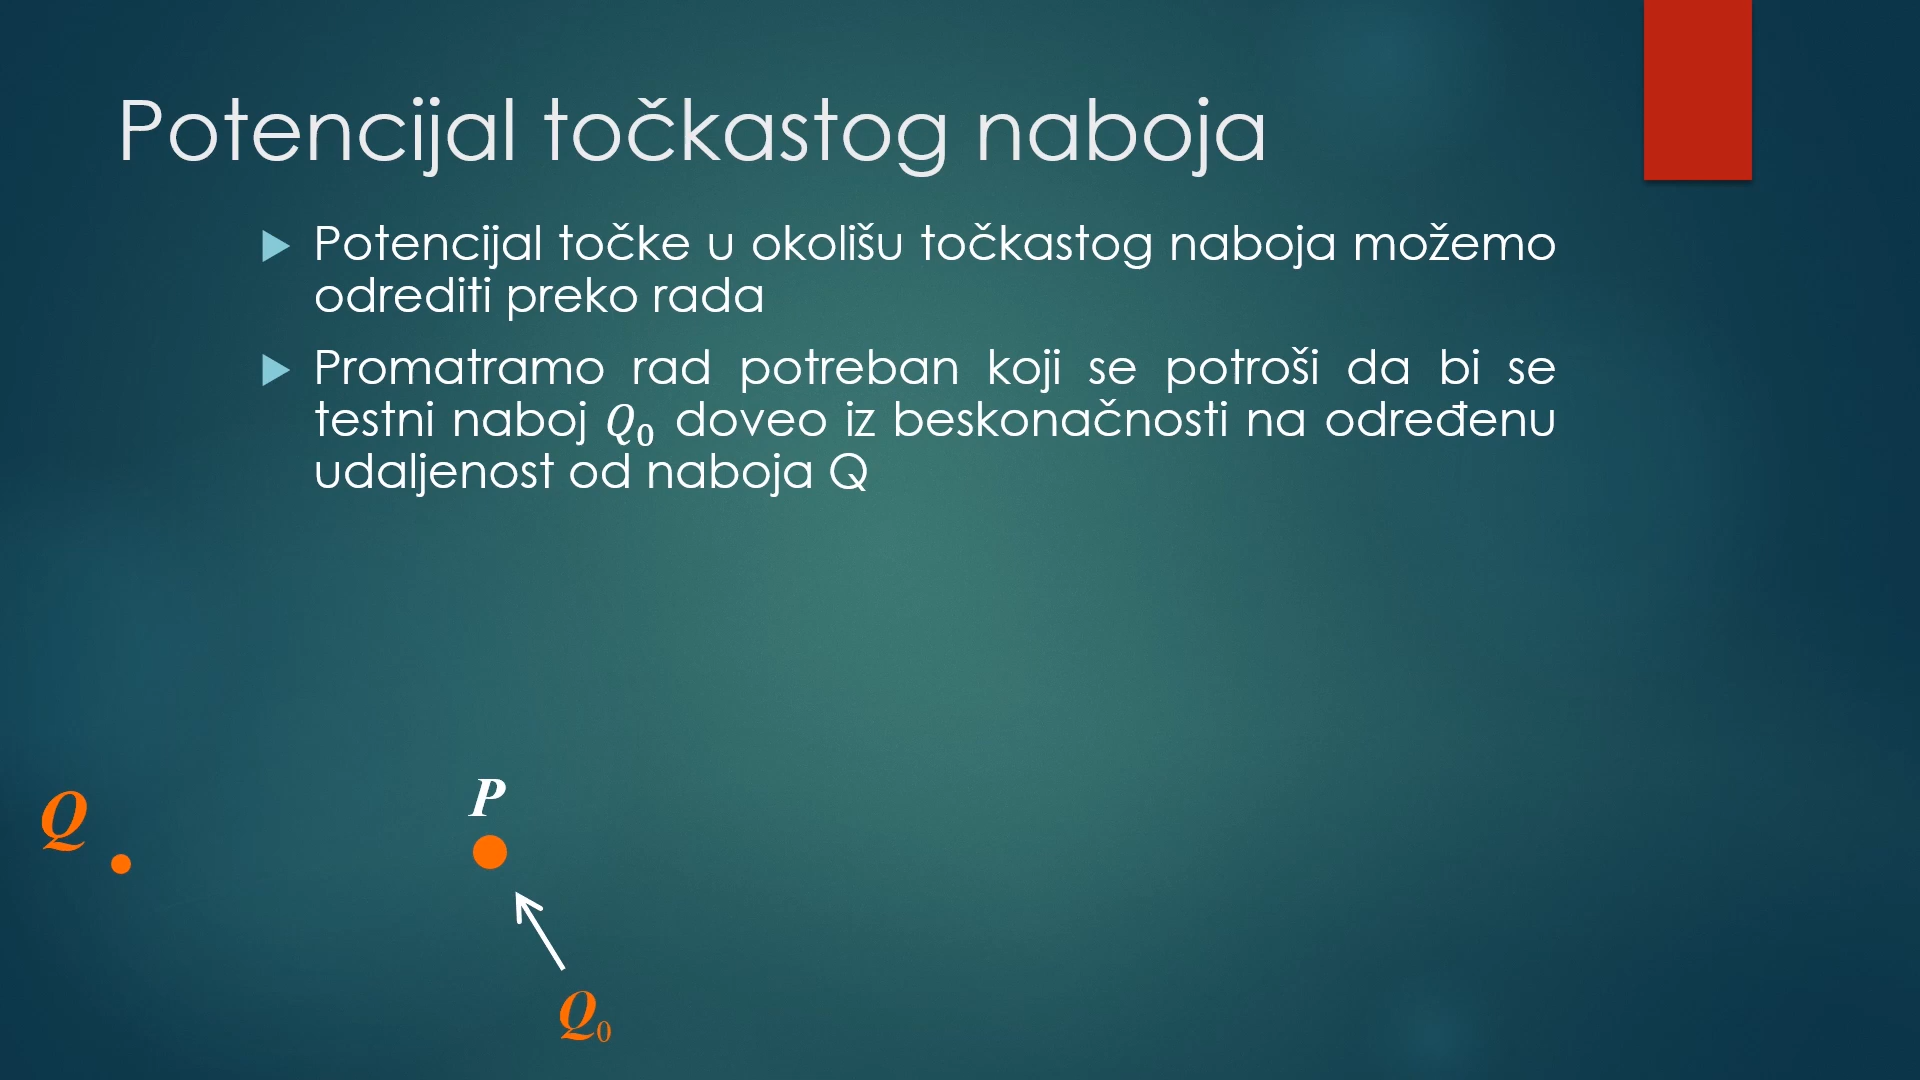 Potencijal točkastog naboja
Potencijal točke u okolišu točkastog naboja možemo
odrediti preko rada
Promatramo rad potreban koji se potroši da bi se
testni naboj Q₀ doveo iz beskonačnosti na određenu
udaljenost od naboja Q
P
Q
Q₀